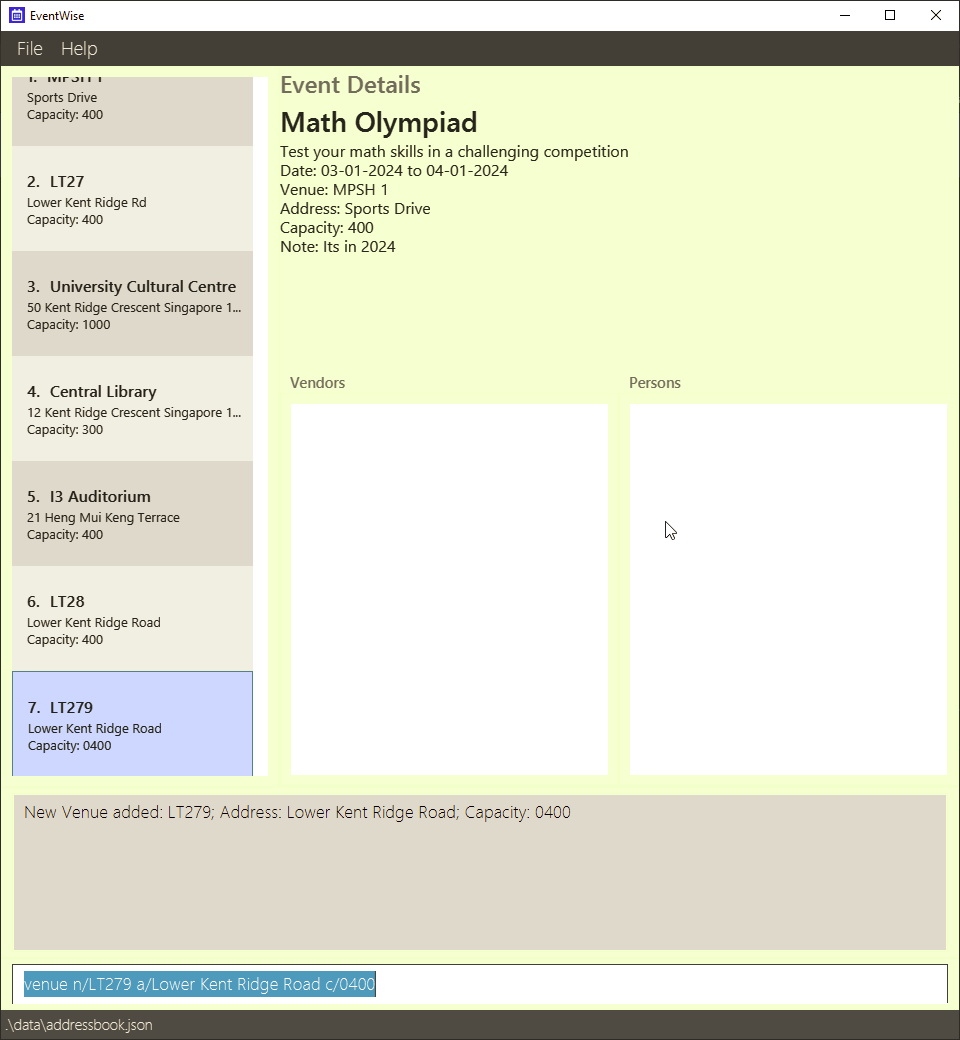 EventWise
File Help
1. MPSH 1
Sports Drive
Capacity: 400
2. LT27
Lower Kent Ridge Rd
Capacity: 400
3. University Cultural Centre
50 Kent Ridge Crescent Singapore 1...
Capacity: 1000
4. Central Library
12 Kent Ridge Crescent Singapore 1...
Capacity: 300
5. I3 Auditorium
21 Heng Mui Keng Terrace
Capacity: 400
6. LT28
Lower Kent Ridge Road
Capacity: 400
7. LT279
Lower Kent Ridge Road
Capacity: 0400
Event Details
Math Olympiad
Test your math skills in a challenging competition
Date: 03-01-2024 to 04-01-2024
Venue: MPSH 1
Address: Sports Drive
Capacity: 400
Note: Its in 2024
Vendors
Persons
New Venue added: LT279; Address: Lower Kent Ridge Road; Capacity: 0400
venue n/LT279 a/Lower Kent Ridge Road c/0400
.\data\addressbook.json